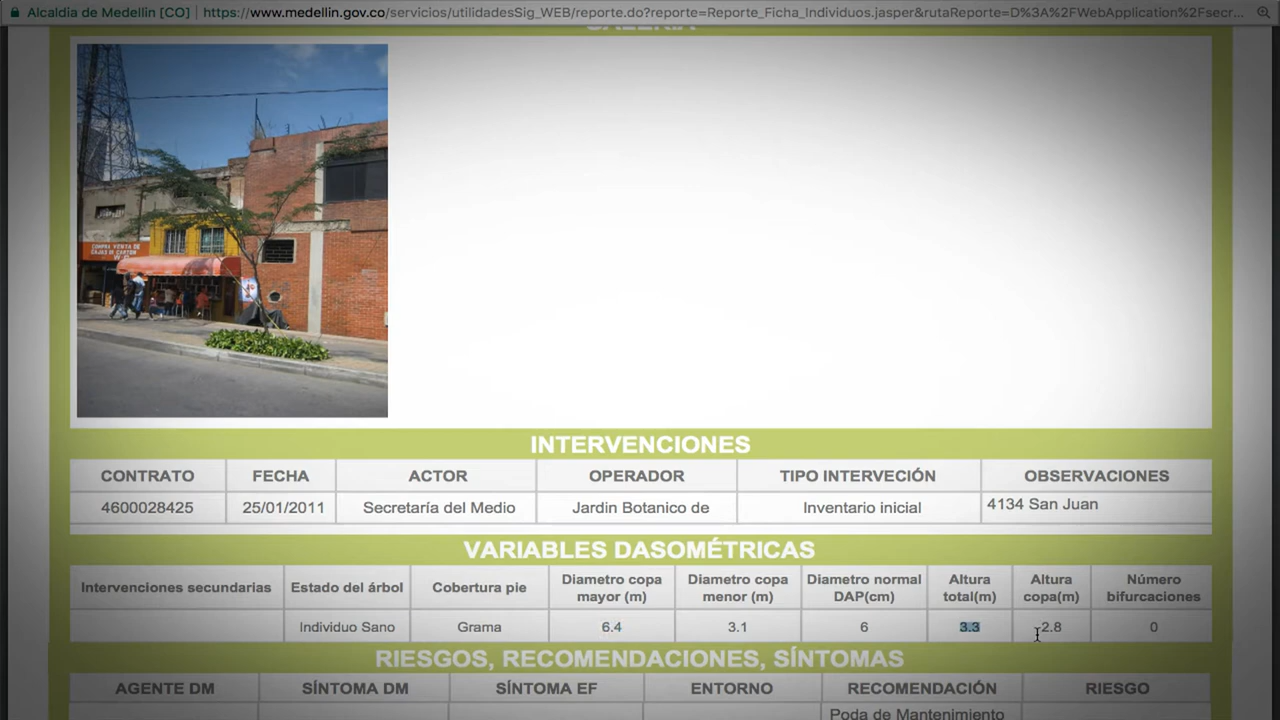 Alcaldia de Medellin [CO] https://www.medellin.gov.co/servicios/utilidadesSig_WEB/reporte.do?reporte=Reporte_Ficha_Individuos.jasper&rutaReporte=D%3A%2FWebApplication%2Fsecr...
COMPRA VENTA DE
CAJAS DE CARTON
INTERVENCIONES
CONTRATO FECHA ACTOR OPERADOR TIPO INTERVECIÓN OBSERVACIONES
4600028425 25/01/2011 Secretaría del Medio Jardin Botanico de Inventario inicial 4134 San Juan
VARIABLES DASOMÉTRICAS
Intervenciones secundarias Estado del árbol Cobertura pie Diametro copa mayor (m) Diametro copa menor (m) Diametro normal DAP(cm) Altura total(m) Altura copa(m) Número bifurcaciones
Individuo Sano Grama 6.4 3.1 6 3.3 2.8 0
RIESGOS, RECOMENDACIONES, SÍNTOMAS
AGENTE DM SÍNTOMA DM SÍNTOMA EF ENTORNO RECOMENDACIÓN RIESGO
Poda de Mantenimiento